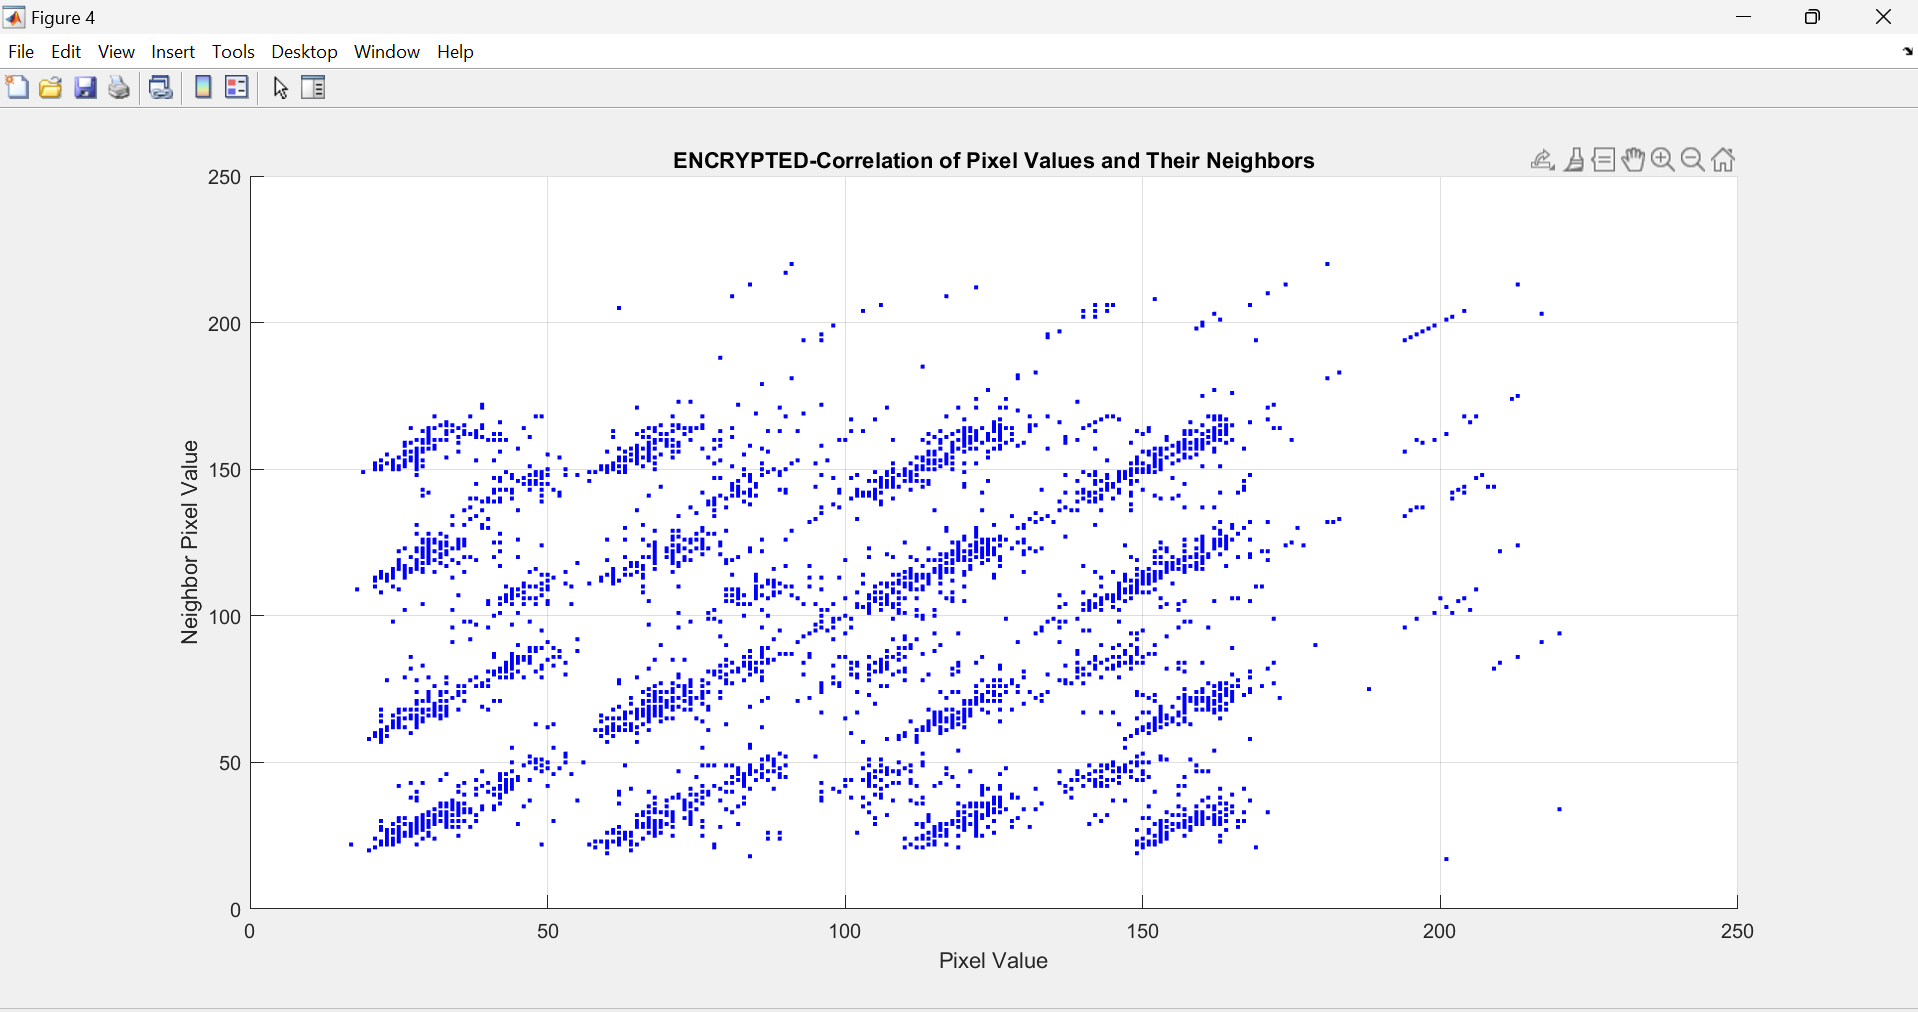 Figure 4
File Edit View Insert Tools Desktop Window Help
ENCRYPTED-Correlation of Pixel Values and Their Neighbors
250
200
150
100
50
0
Neighbor Pixel Value
0 50 100 150 200 250
Pixel Value